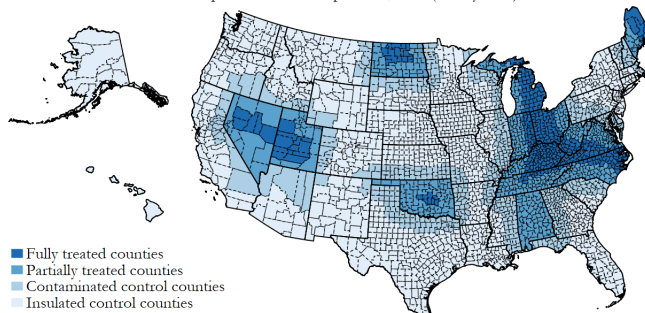 Fully treated counties
Partially treated counties
Contaminated control counties
Insulated control counties